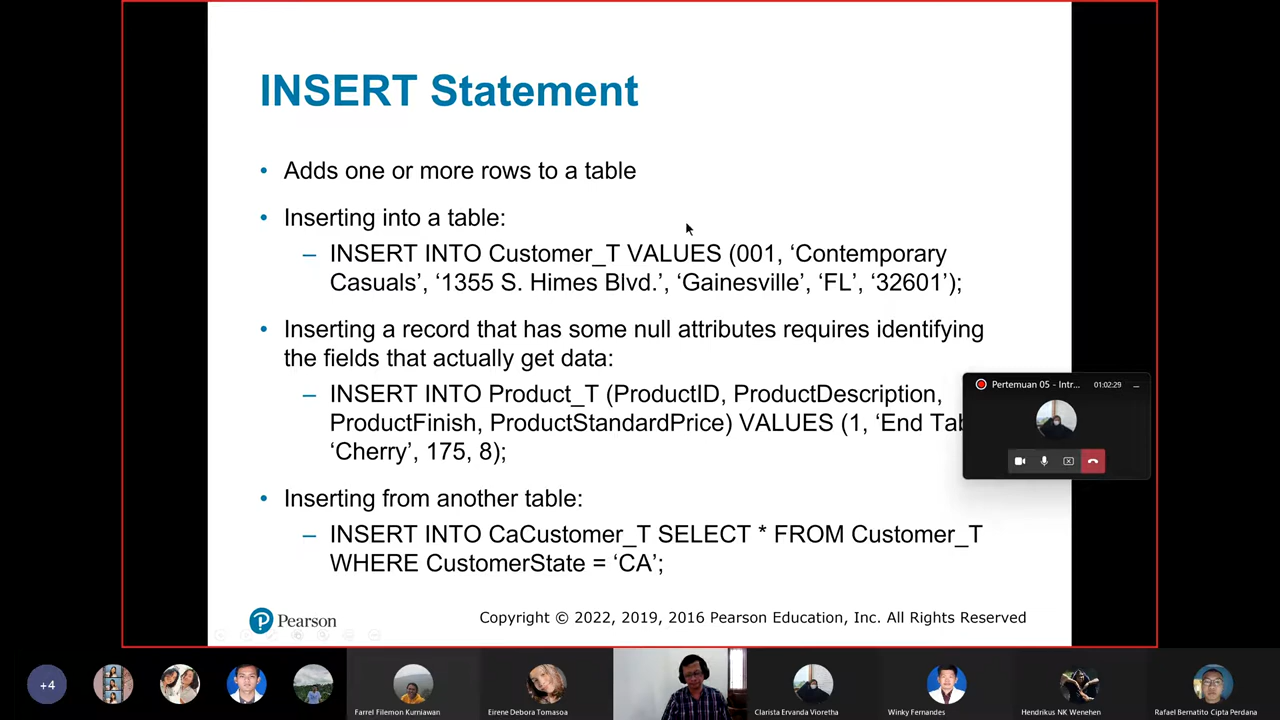 INSERT Statement
• Adds one or more rows to a table
• Inserting into a table:
– INSERT INTO Customer_T VALUES (001, ‘Contemporary
Casuals’, ‘1355 S. Himes Blvd.’, ‘Gainesville’, ‘FL’, ‘32601’);
• Inserting a record that has some null attributes requires identifying
the fields that actually get data:
– INSERT INTO Product_T (ProductID, ProductDescription,
ProductFinish, ProductStandardPrice) VALUES (1, ‘End Tab
‘Cherry’, 175, 8);
• Inserting from another table:
– INSERT INTO CaCustomer_T SELECT * FROM Customer_T
WHERE CustomerState = ‘CA’;
Pertemuan 05 - Intr... 01:02:29
Pearson
Copyright © 2022, 2019, 2016 Pearson Education, Inc. All Rights Reserved
+4
Farrel Filemon Kurniawan
Eirene Debora Tomasoa
Clarista Ervanda Vioretha
Winky Fernandes
Hendrikus NK Wenehen
Rafael Bernatito Cipta Perdana